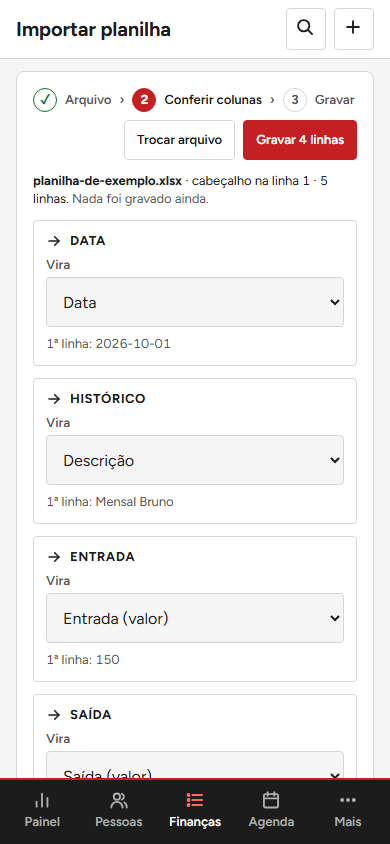 Importar planilha
✓ Arquivo › 2 Conferir colunas › 3 Gravar
Trocar arquivo
Gravar 4 linhas
planilha-de-exemplo.xlsx · cabeçalho na linha 1 · 5
linhas. Nada foi gravado ainda.
→ DATA
Vira
Data
1ª linha: 2026-10-01
→ HISTÓRICO
Vira
Descrição
1ª linha: Mensal Bruno
→ ENTRADA
Vira
Entrada (valor)
1ª linha: 150
→ SAÍDA
Vira
Saída (valor)
Painel
Pessoas
Finanças
Agenda
Mais